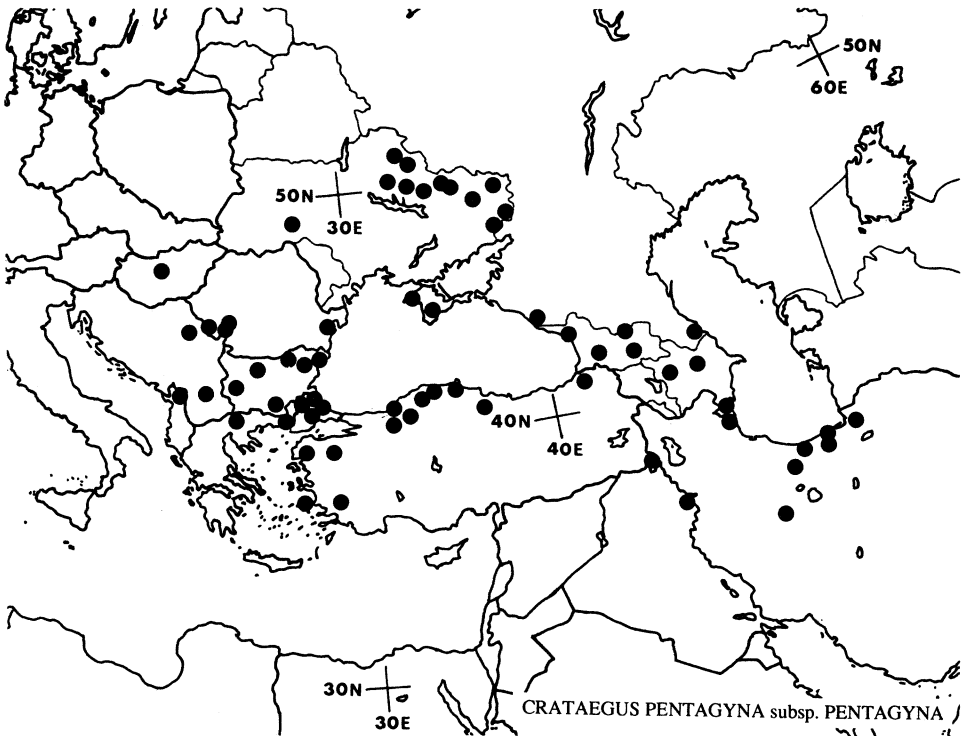 50N
60E
50N
30E
40N
40E
30N
30E
CRATAEGUS PENTAGYNA subsp. PENTAGYNA